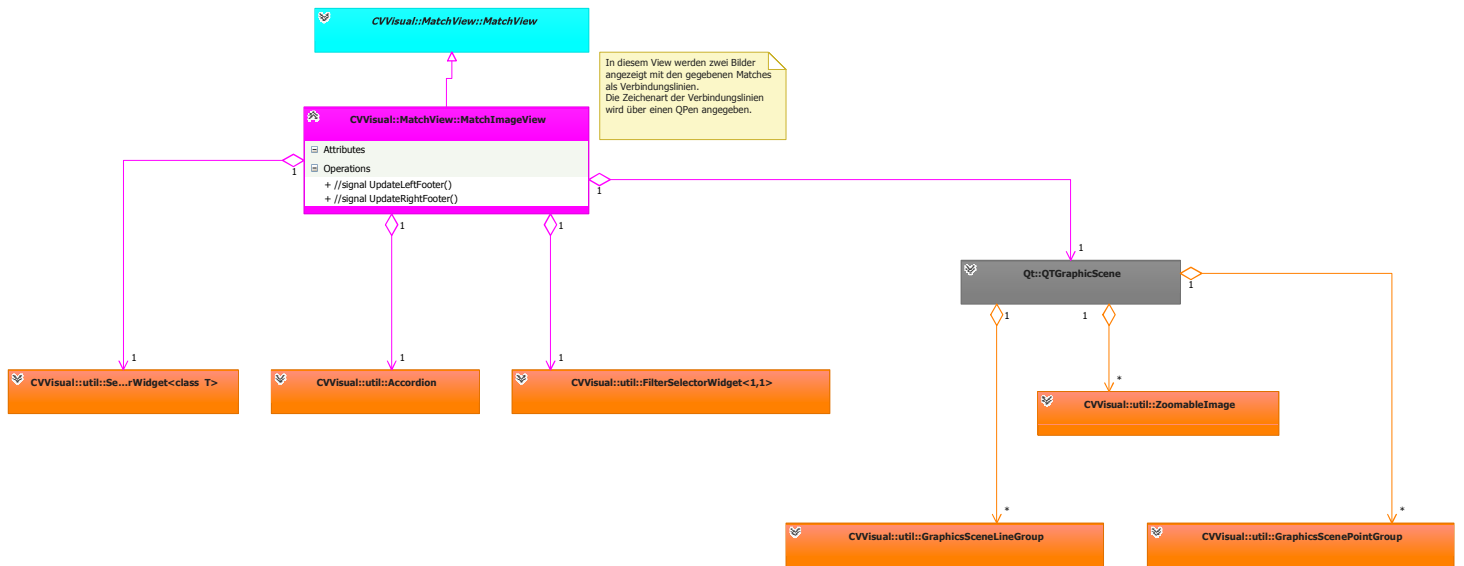 CVVisual::MatchView::MatchView
In diesem View werden zwei Bilder
angezeigt mit den gegebenen Matches
als Verbindungslinien.
Die Zeichenart der Verbindungslinien
wird über einen QPen angegeben.
CVVisual::MatchView::MatchImageView
Attributes
Operations
+ //signal UpdateLeftFooter()
+ //signal UpdateRightFooter()
1
1
1
1
1
Qt::QTGraphicScene
1
1
1
1
1
1
CVVisual::util::Se...rWidget<class T>
CVVisual::util::Accordion
CVVisual::util::FilterSelectorWidget<1,1>
*
CVVisual::util::ZoomableImage
*
*
CVVisual::util::GraphicsSceneLineGroup
CVVisual::util::GraphicsScenePointGroup